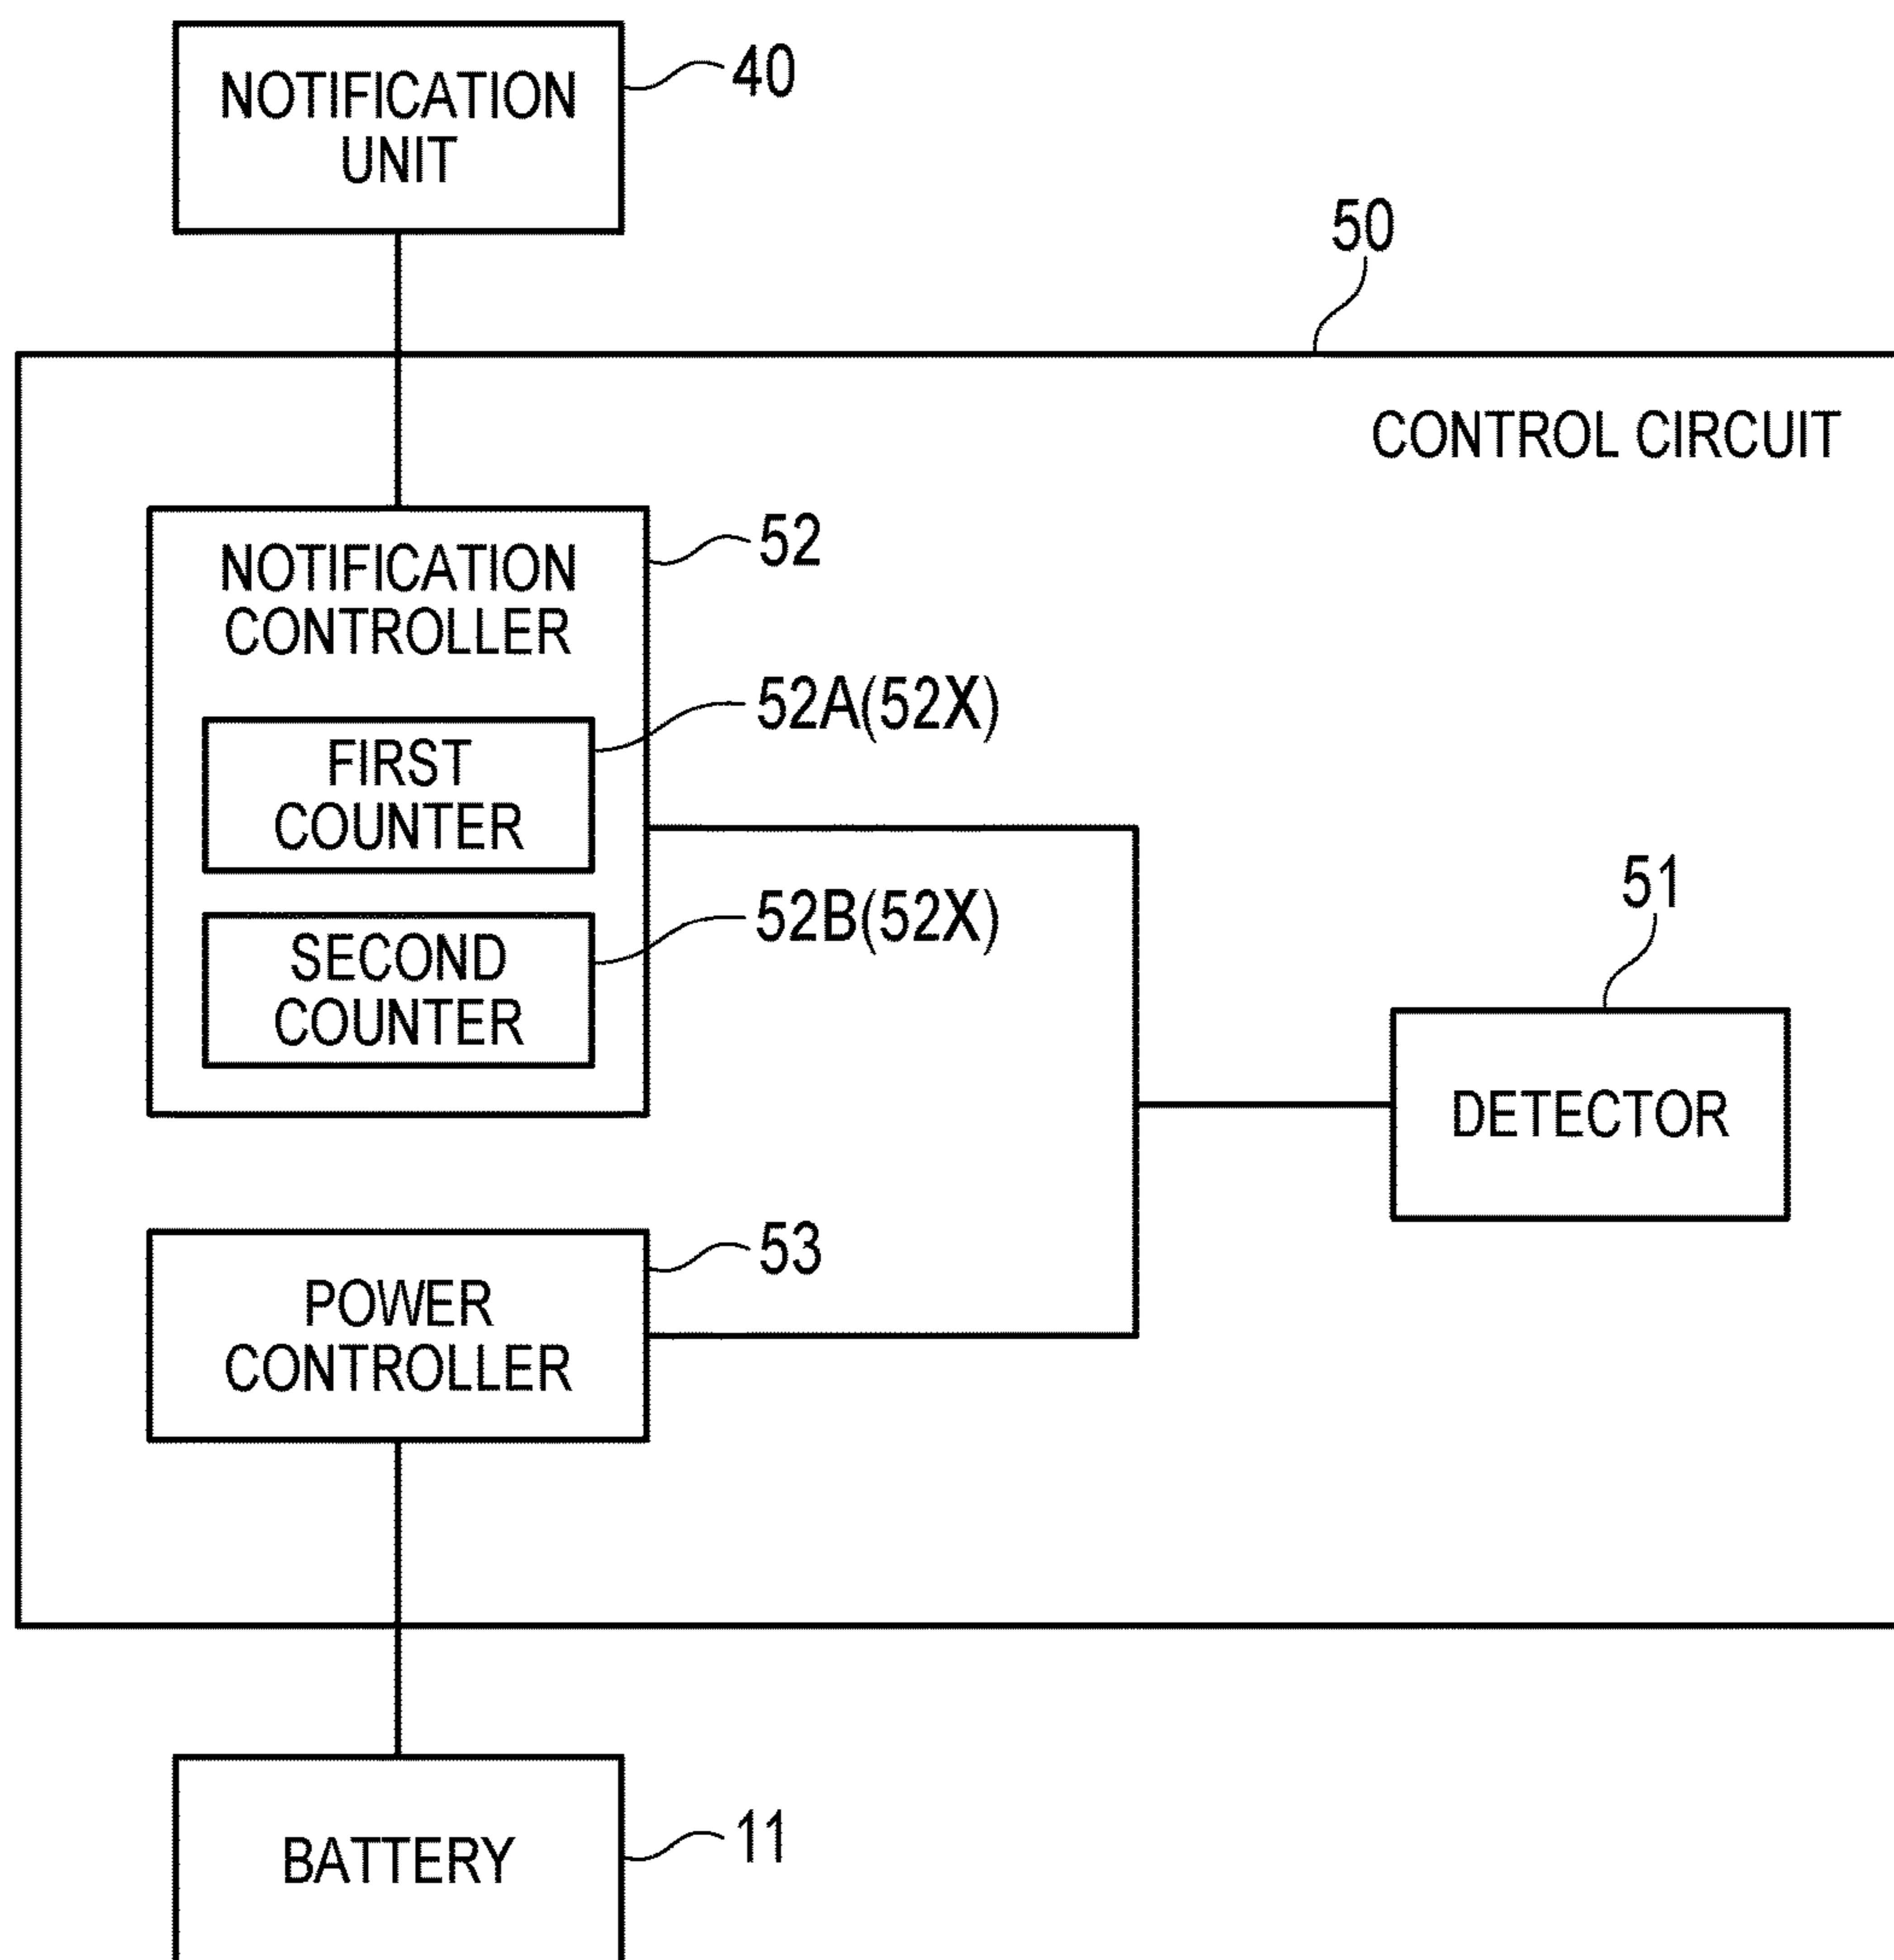 NOTIFICATION
UNIT
40
50
CONTROL CIRCUIT
NOTIFICATION
CONTROLLER
52
52A(52X)
FIRST
COUNTER
52B(52X)
SECOND
COUNTER
51
DETECTOR
53
POWER
CONTROLLER
BATTERY
11